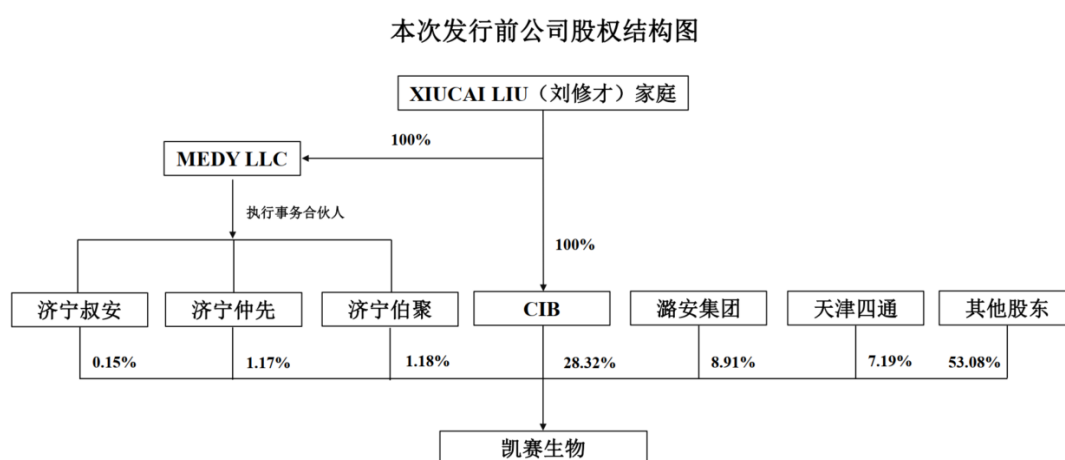 本次发行前公司股权结构图
XIUCAI LIU（刘修才）家庭
100%
MEDY LLC
执行事务合伙人
100%
济宁叔安
济宁仲先
济宁伯聚
CIB
潞安集团
天津四通
其他股东
0.15%
1.17%
1.18%
28.32%
8.91%
7.19%
53.08%
凯赛生物